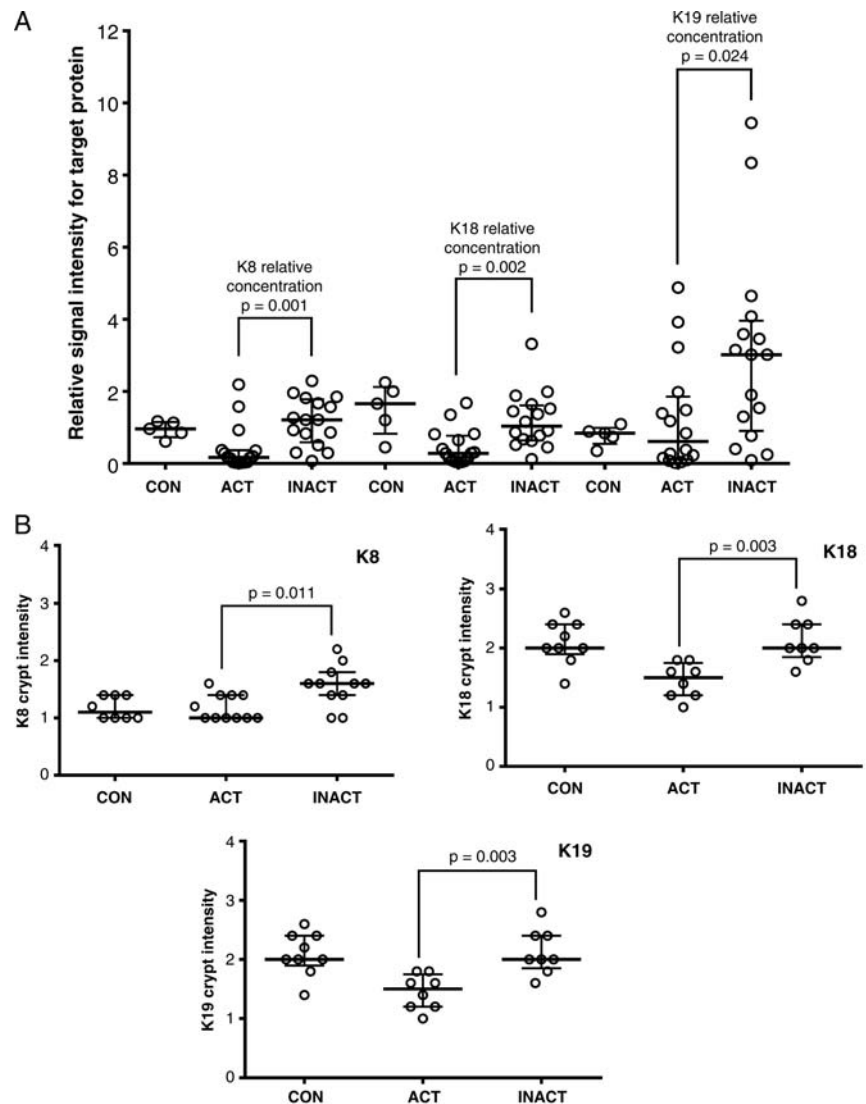 A
Relative signal intensity for target protein
12
10
8
6
4
2
0
K8 relative
concentration
p = 0.001
K18 relative
concentration
p = 0.002
K19 relative
concentration
p = 0.024
CON ACT INACT CON ACT INACT CON ACT INACT
B
K8
K8 crypt intensity
4
3
2
1
0
p = 0.011
CON ACT INACT
K18
K18 crypt intensity
4
3
2
1
0
p = 0.003
CON ACT INACT
K19
K19 crypt intensity
4
3
2
1
0
p = 0.003
CON ACT INACT